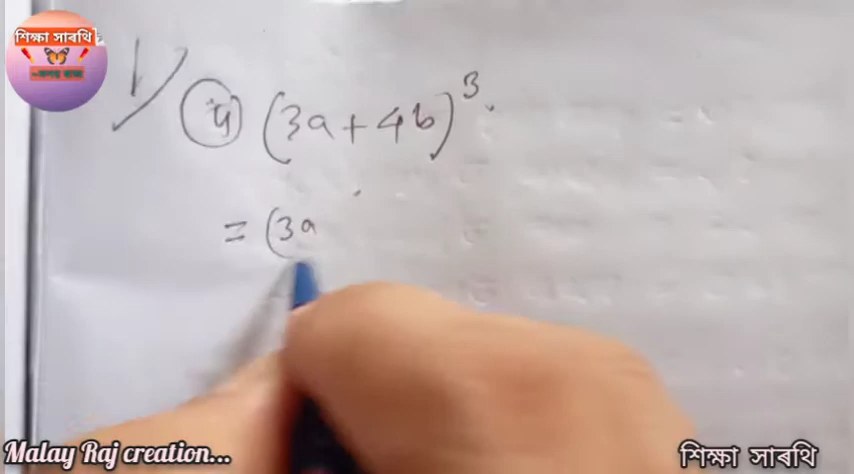 শিক্ষা সাৰথি
1/ (ঘ) (3a + 4b)³.
= (3a
Malay Raj creation...
শিক্ষা সাৰথি